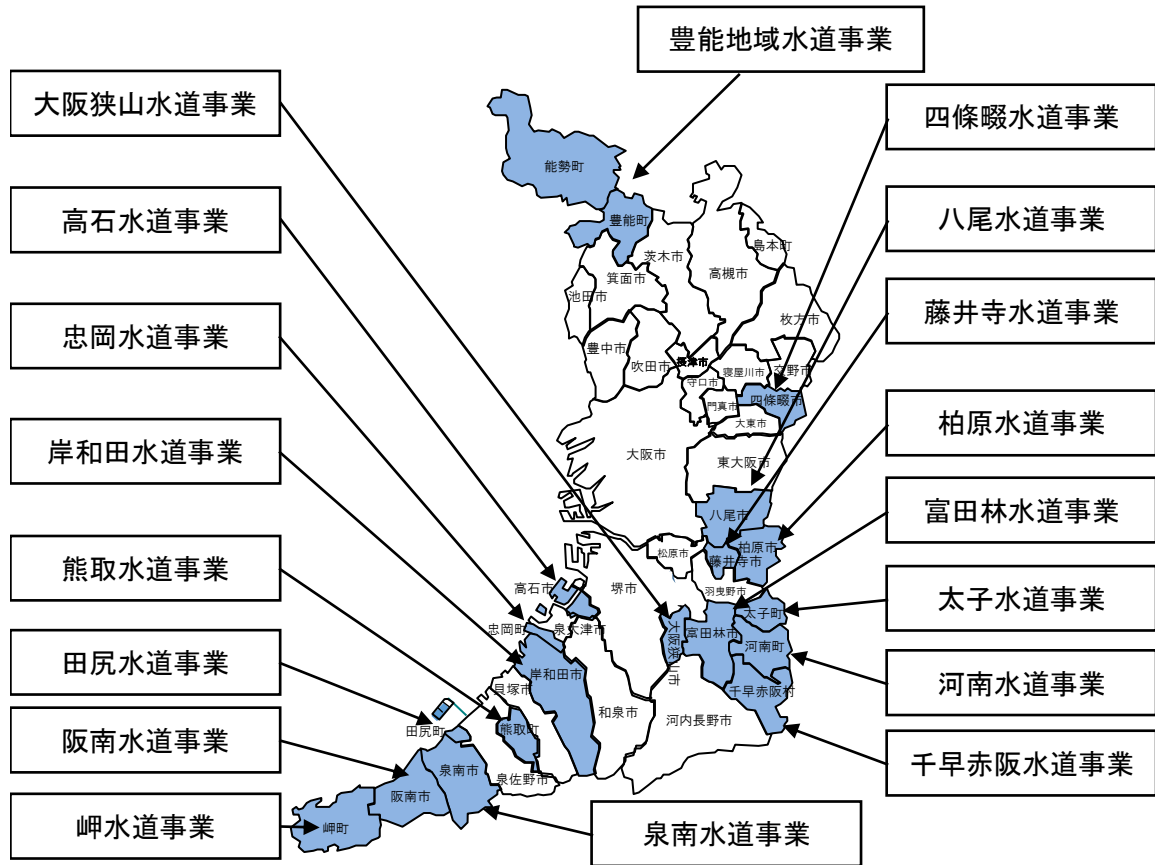 豊能地域水道事業
大阪狭山水道事業
高石水道事業
忠岡水道事業
岸和田水道事業
熊取水道事業
田尻水道事業
阪南水道事業
岬水道事業
泉南水道事業
四條畷水道事業
八尾水道事業
藤井寺水道事業
柏原水道事業
富田林水道事業
太子水道事業
河南水道事業
千早赤阪水道事業
能勢町
豊能町
茨木市
高槻市
島本町
箕面市
池田市
枚方市
豊中市
吹田市
寝屋川市
交野市
守口市
門真市
四條畷市
大東市
大阪市
東大阪市
八尾市
柏原市
藤井寺市
松原市
羽曳野市
高石市
堺市
太子町
忠岡町
泉大津市
大阪狭山市
富田林市
河南町
岸和田市
千早赤阪村
貝塚市
和泉市
河内長野市
田尻町
熊取町
泉南市
泉佐野市
阪南市
岬町